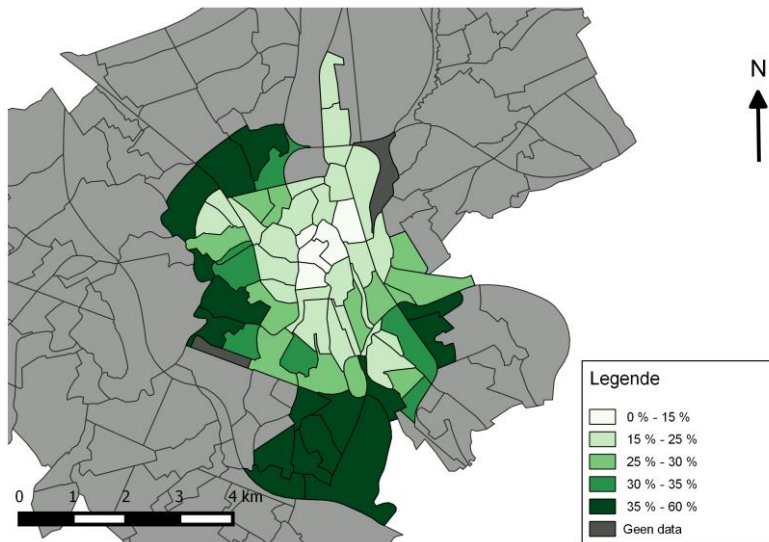 N
Legende
0 % - 15 %
15 % - 25 %
25 % - 30 %
30 % - 35 %
35 % - 60 %
Geen data
0 1 2 3 4 km